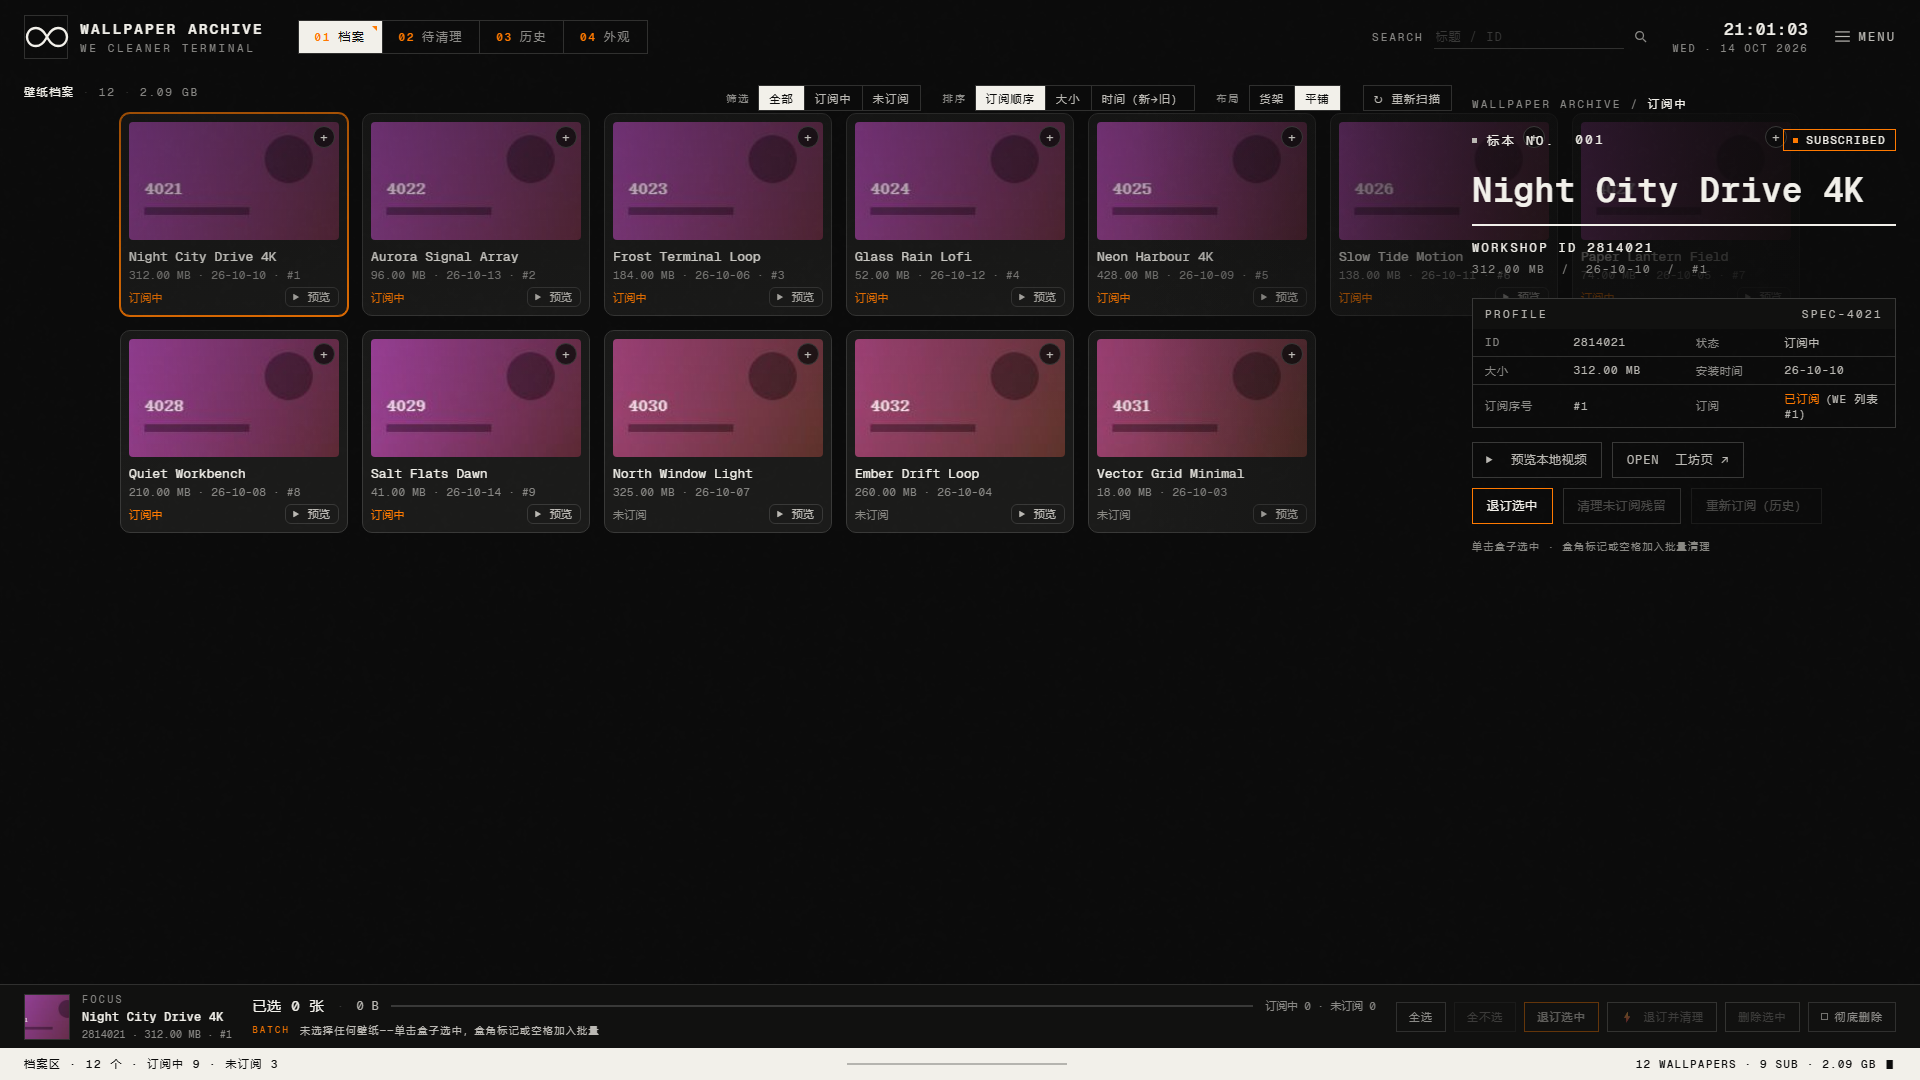 WALLPAPER ARCHIVE
WE CLEANER TERMINAL
01 档案
02 待清理
03 历史
04 外观
SEARCH 标题 / ID
21:01:03
WED · 14 OCT 2026
MENU
壁纸档案 · 12 · 2.09 GB
筛选 全部 订阅中 未订阅
排序 订阅顺序 大小 时间 (新→旧)
布局 货架 平铺
↻ 重新扫描
4021
Night City Drive 4K
312.00 MB · 26-10-10 · #1
订阅中 ▶ 预览
4022
Aurora Signal Array
96.00 MB · 26-10-13 · #2
订阅中 ▶ 预览
4023
Frost Terminal Loop
184.00 MB · 26-10-06 · #3
订阅中 ▶ 预览
4024
Glass Rain Lofi
52.00 MB · 26-10-12 · #4
订阅中 ▶ 预览
4025
Neon Harbour 4K
428.00 MB · 26-10-09 · #5
订阅中 ▶ 预览
4026
Slow Tide Motion
138.00 MB · 26-10-11 · #6
订阅中 ▶ 预览
Paper Lantern Field
4028
Quiet Workbench
210.00 MB · 26-10-08 · #8
订阅中 ▶ 预览
4029
Salt Flats Dawn
41.00 MB · 26-10-14 · #9
订阅中 ▶ 预览
4030
North Window Light
325.00 MB · 26-10-07
未订阅 ▶ 预览
4032
Ember Drift Loop
260.00 MB · 26-10-04
未订阅 ▶ 预览
4031
Vector Grid Minimal
18.00 MB · 26-10-03
未订阅 ▶ 预览
WALLPAPER ARCHIVE / 订阅中
标本 NO. 001
SUBSCRIBED
Night City Drive 4K
WORKSHOP ID 2814021
312.00 MB / 26-10-10 / #1
PROFILE SPEC-4021
ID 2814021 状态 订阅中
大小 312.00 MB 安装时间 26-10-10
订阅序号 #1 订阅 已订阅 (WE 列表
#1)
▶ 预览本地视频
OPEN 工坊页 ↗
退订选中
清理未订阅残留
重新订阅 (历史)
单击盒子选中 · 盒角标记或空格加入批量清理
FOCUS
Night City Drive 4K
2814021 · 312.00 MB · #1
已选 0 张 · 0 B
订阅中 0 · 未订阅 0
BATCH 未选择任何壁纸——单击盒子选中, 盒角标记或空格加入批量
全选
全不选
退订选中
退订并清理
删除选中
彻底删除
档案区 · 12 个 · 订阅中 9 · 未订阅 3
12 WALLPAPERS · 9 SUB · 2.09 GB